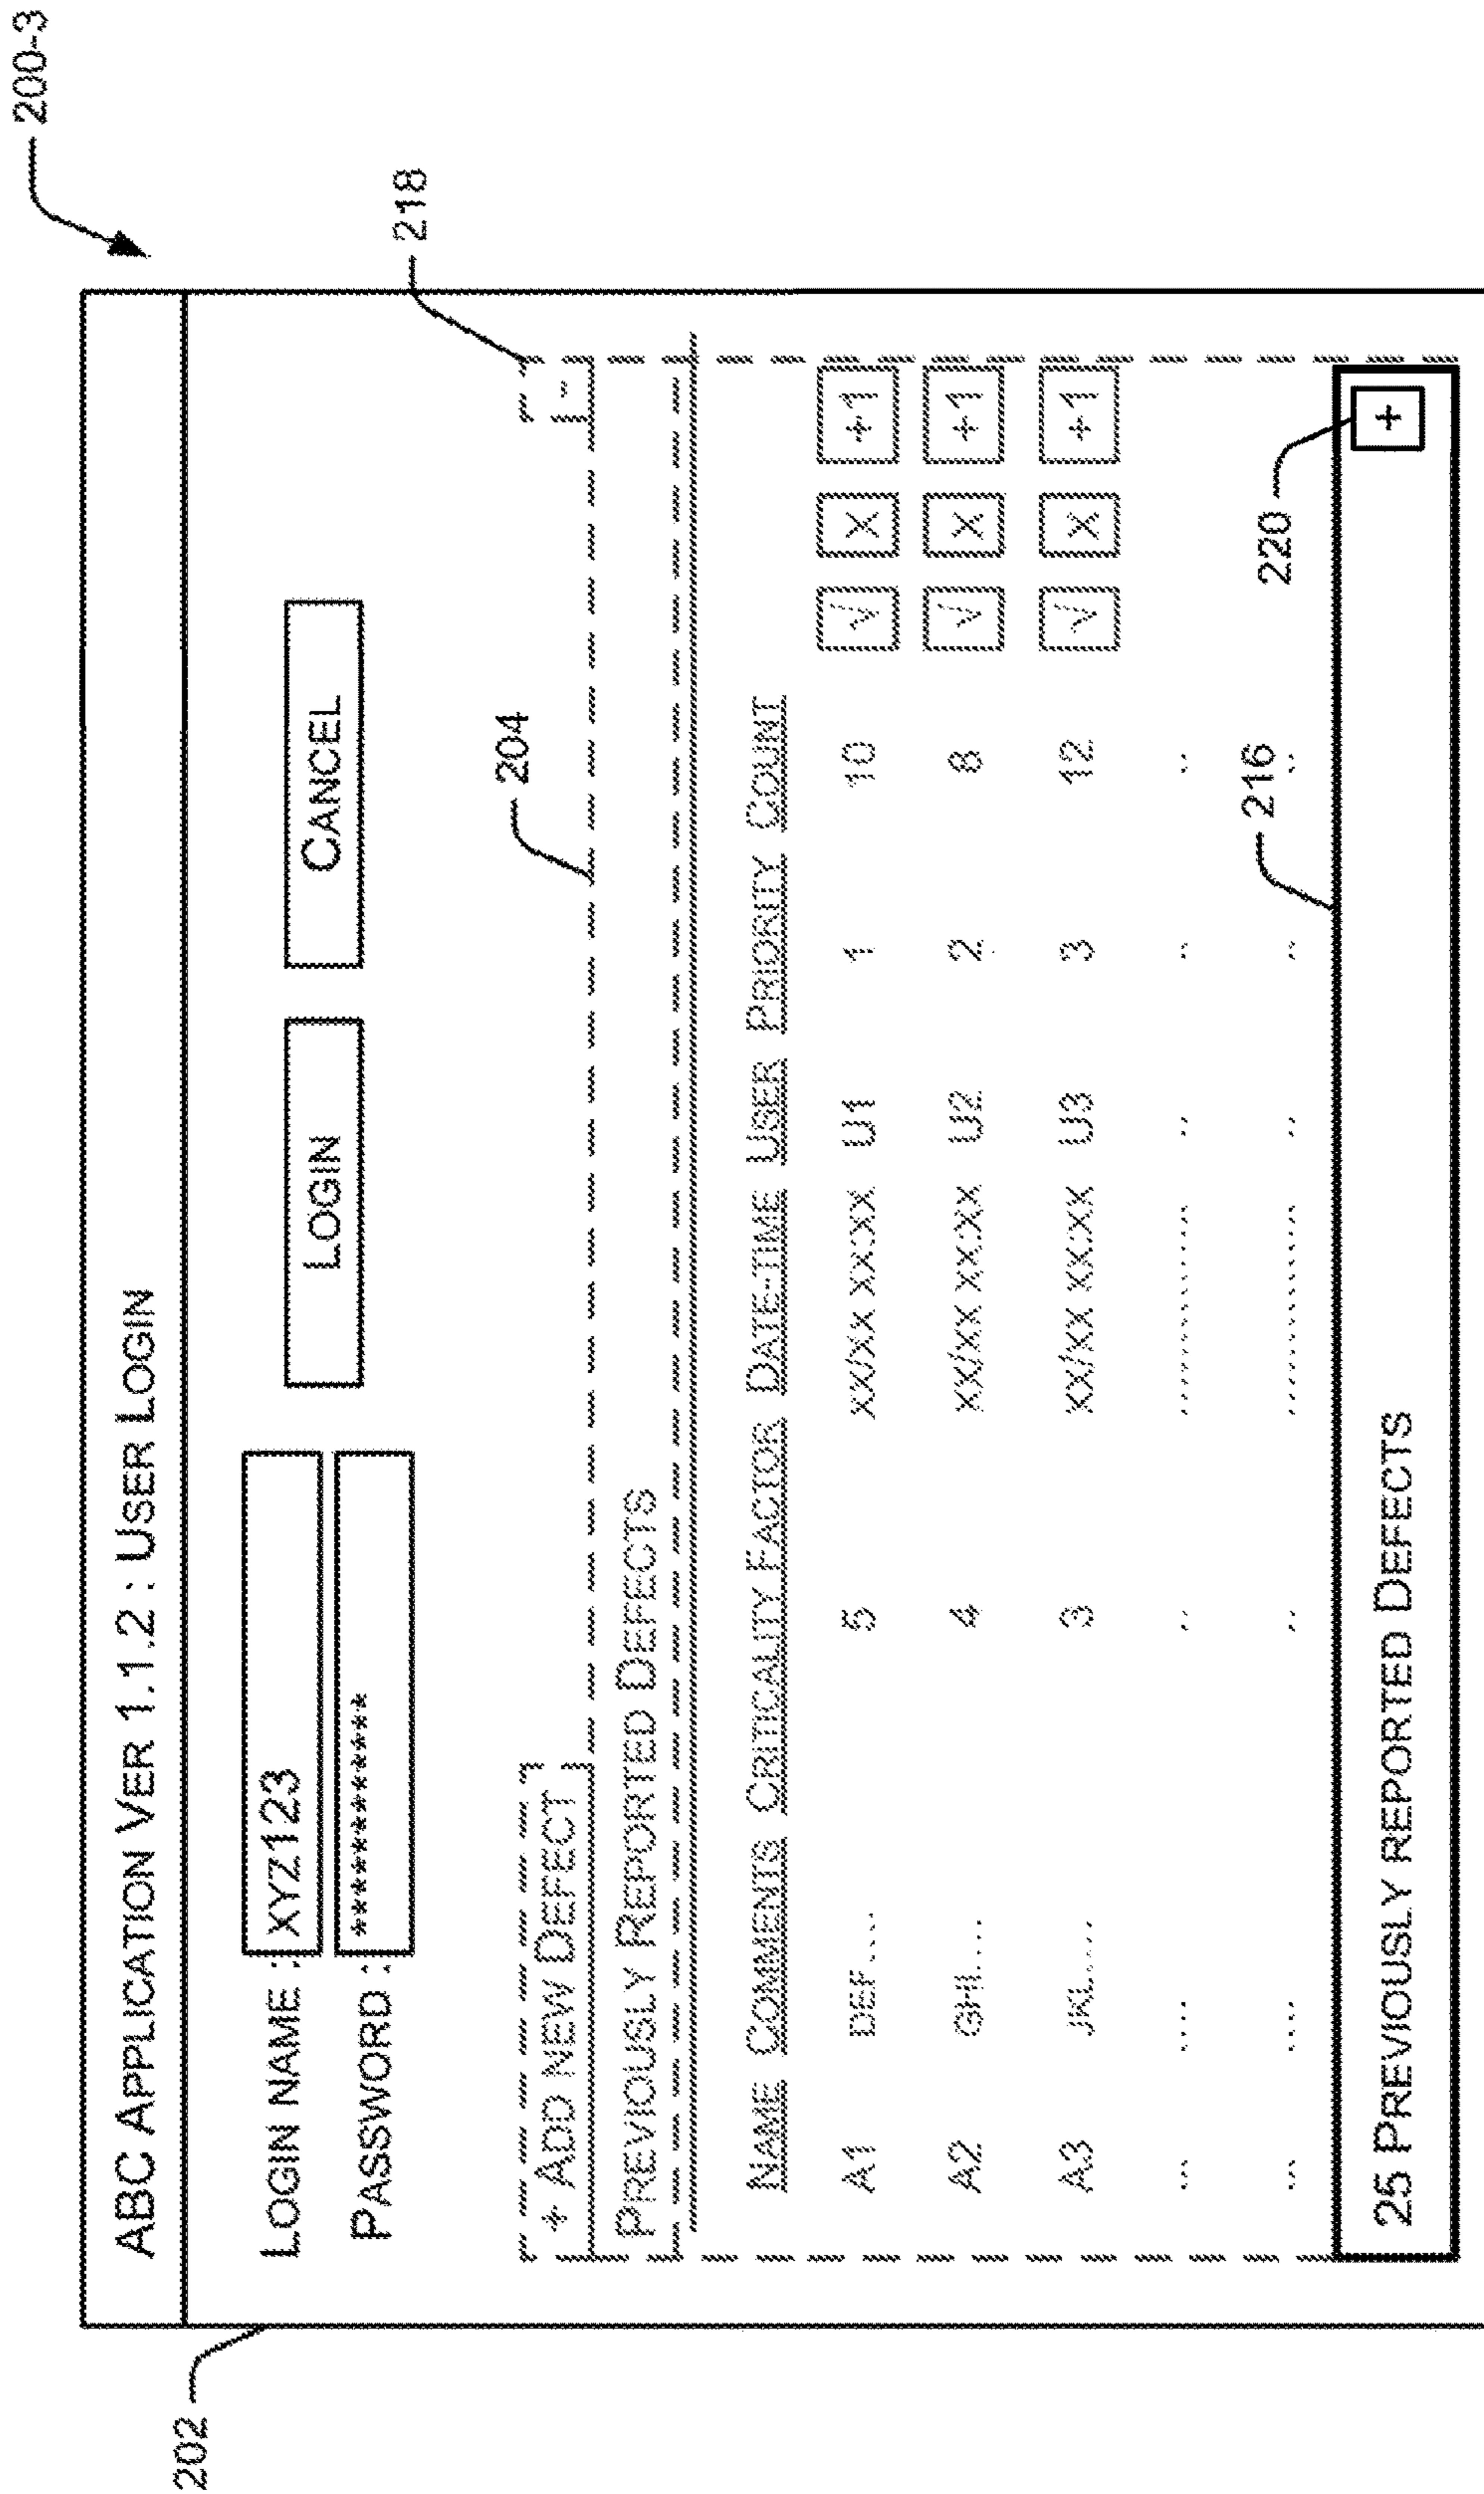 200-3
202
ABC APPLICATION VER 1.1.2 : USER LOGIN
LOGIN NAME : XYZ123
PASSWORD : ************
LOGIN CANCEL
218
204
+ ADD NEW DEFECT -
PREVIOUSLY REPORTED DEFECTS
NAME COMMENTS CRITICALITY FACTOR DATE-TIME USER PRIORITY COUNT
A1 DEF.... 5 XX/XX XX:XX U1 1 10 √ X +1
A2 GHI.... 4 XX/XX XX:XX U2 2 8 √ X +1
A3 JKL..... 3 XX/XX XX:XX U3 3 12 √ X +1
... .... .. .............. .. .. ..
... .... .. .............. .. .. ..
216
220
25 PREVIOUSLY REPORTED DEFECTS +